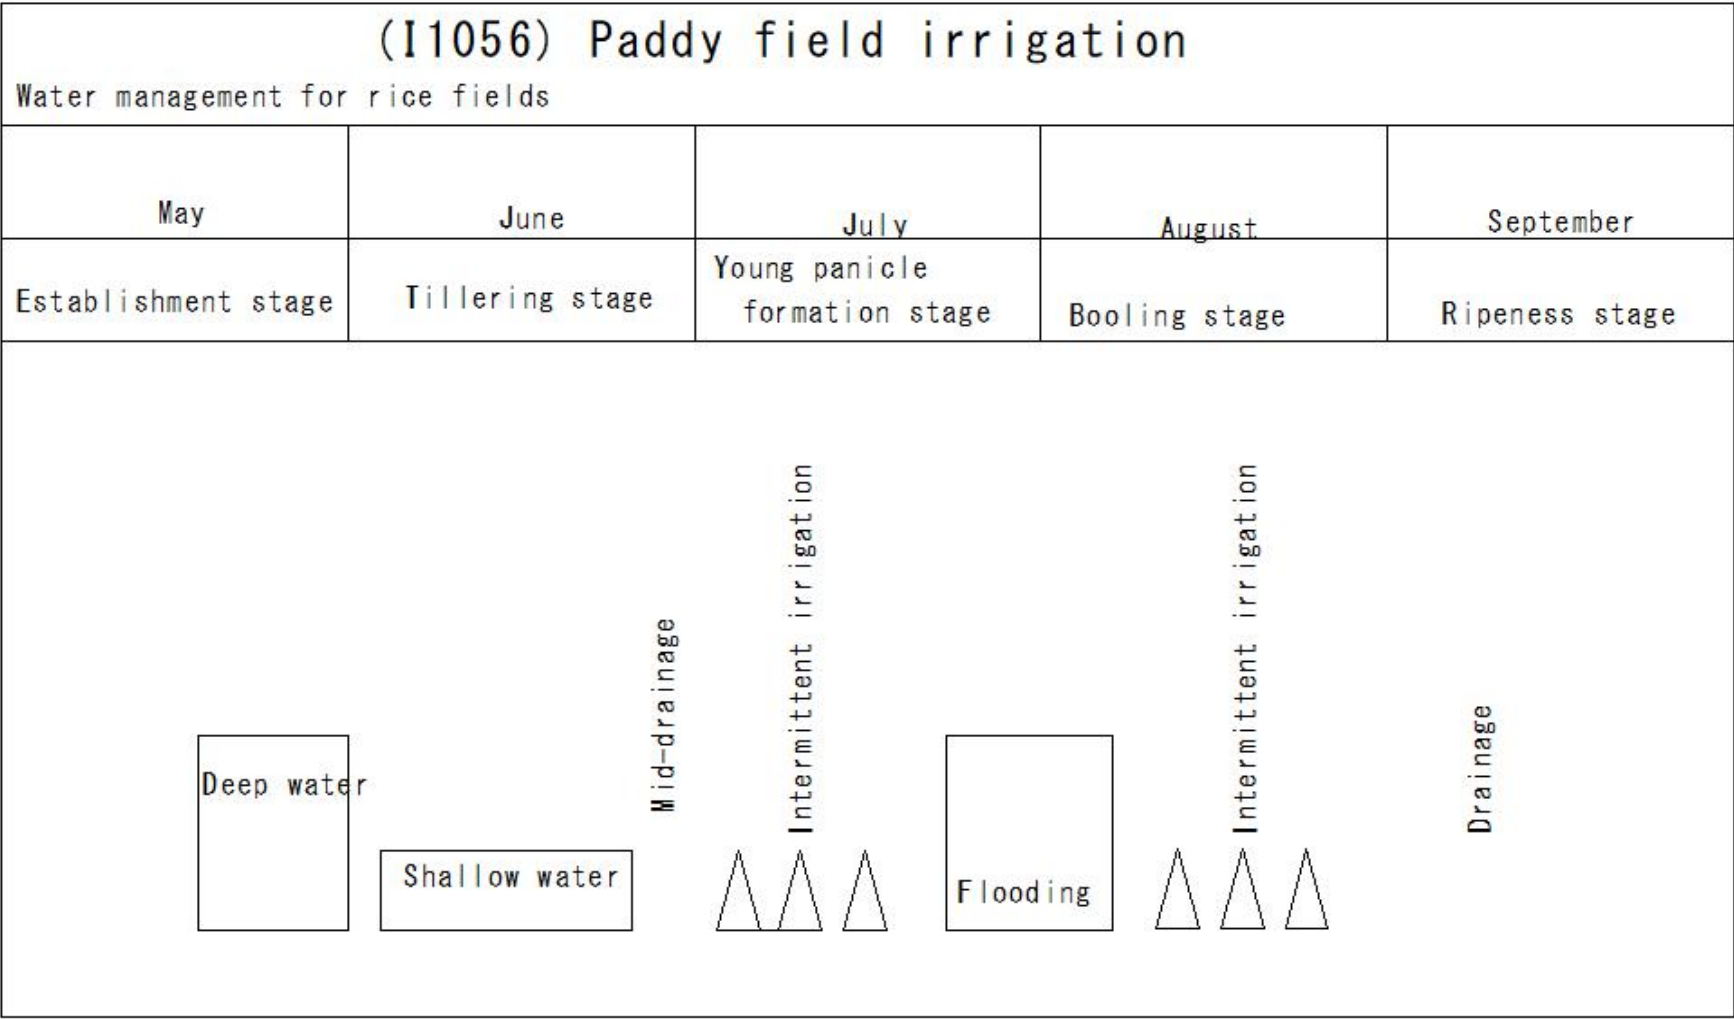 (I1056) Paddy field irrigation
Water management for rice fields
May
June
July
August
September
Establishment stage
Tillering stage
Young panicle
formation stage
Booling stage
Ripeness stage
Deep water
Shallow water
Mid-drainage
Intermittent irrigation
Flooding
Intermittent irrigation
Drainage